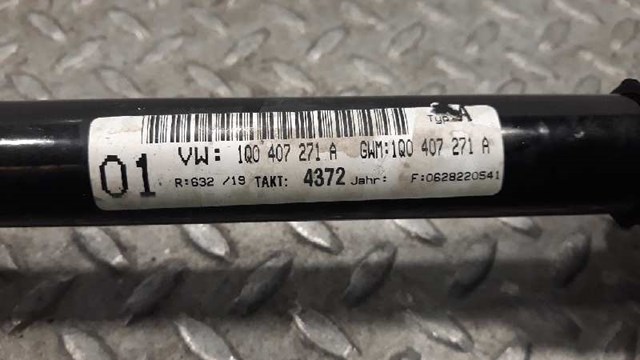 Typ: A
01 VW: 1Q0 407 271 A GWM:1Q0 407 271 A
R:632 /19 TAKT: 4372 Jahr: F:0628220541